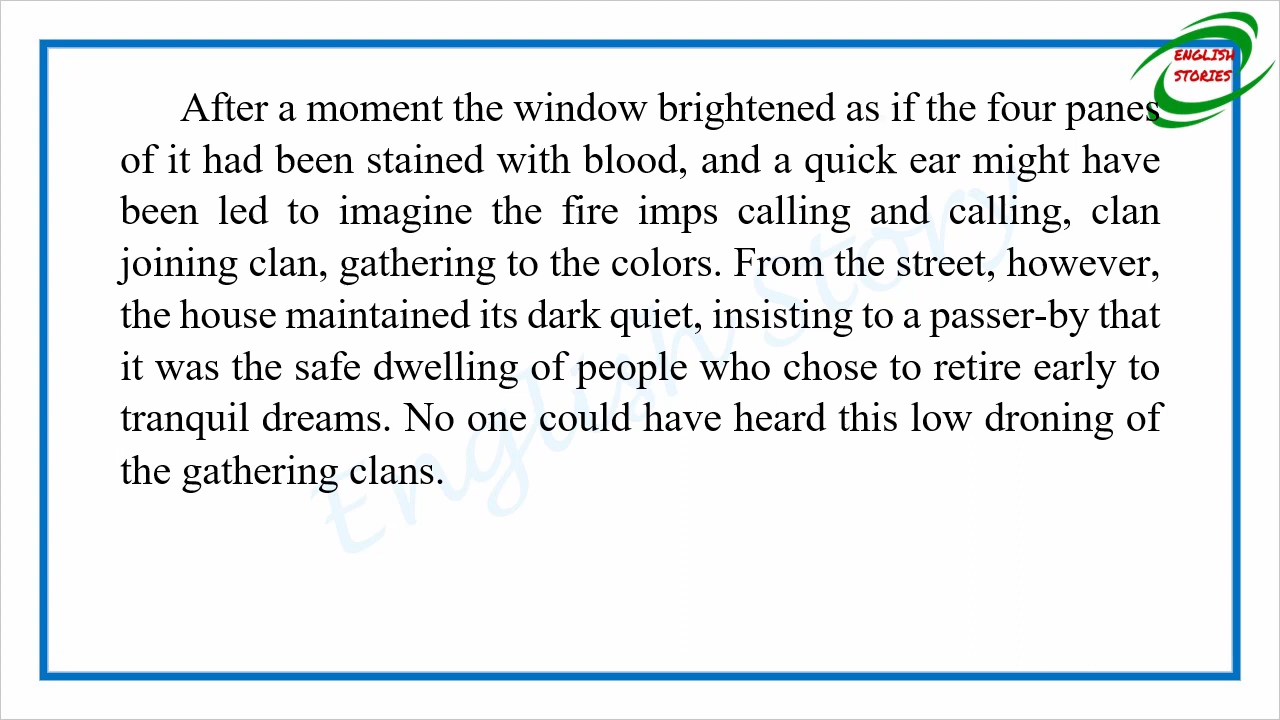 ENGLISH
STORIES
After a moment the window brightened as if the four panes
of it had been stained with blood, and a quick ear might have
been led to imagine the fire imps calling and calling, clan
joining clan, gathering to the colors. From the street, however,
the house maintained its dark quiet, insisting to a passer-by that
it was the safe dwelling of people who chose to retire early to
tranquil dreams. No one could have heard this low droning of
the gathering clans.
English Story